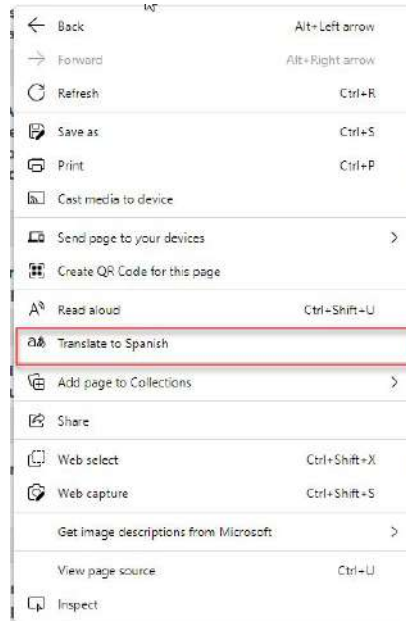 Back Alt+Left arrow
Forward Alt+Right arrow
Refresh Ctrl+R
Save as Ctrl+S
Print Ctrl+P
Cast media to device
Send page to your devices
Create QR Code for this page
Read aloud Ctrl+Shift+U
Translate to Spanish
Add page to Collections
Share
Web select Ctrl+Shift+X
Web capture Ctrl+Shift+S
Get image descriptions from Microsoft
View page source Ctrl+U
Inspect